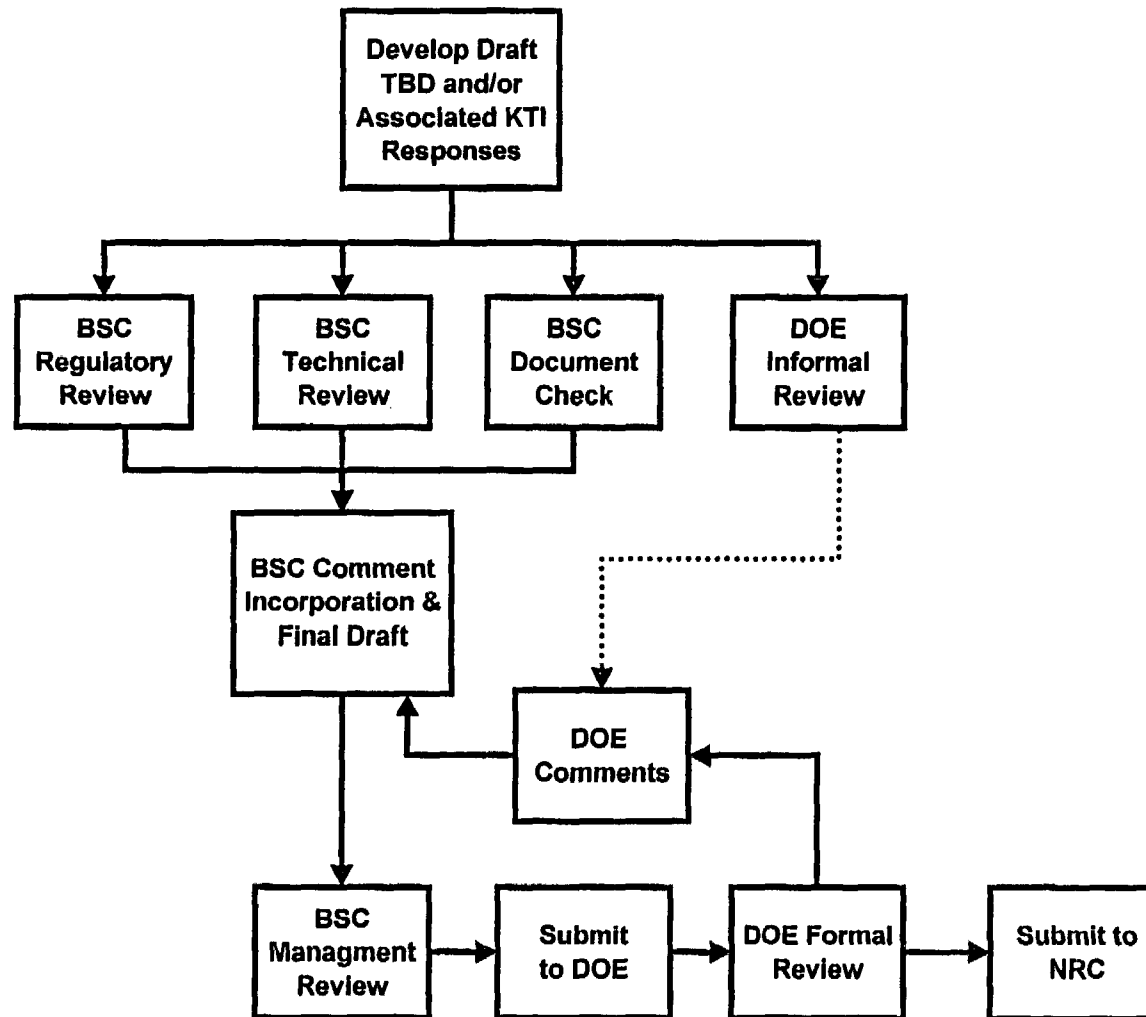 Develop Draft
TBD and/or
Associated KTI
Responses
BSC
Regulatory
Review
BSC
Technical
Review
BSC
Document
Check
DOE
Informal
Review
BSC Comment
Incorporation &
Final Draft
DOE
Comments
BSC
Managment
Review
Submit
to DOE
DOE Formal
Review
Submit to
NRC